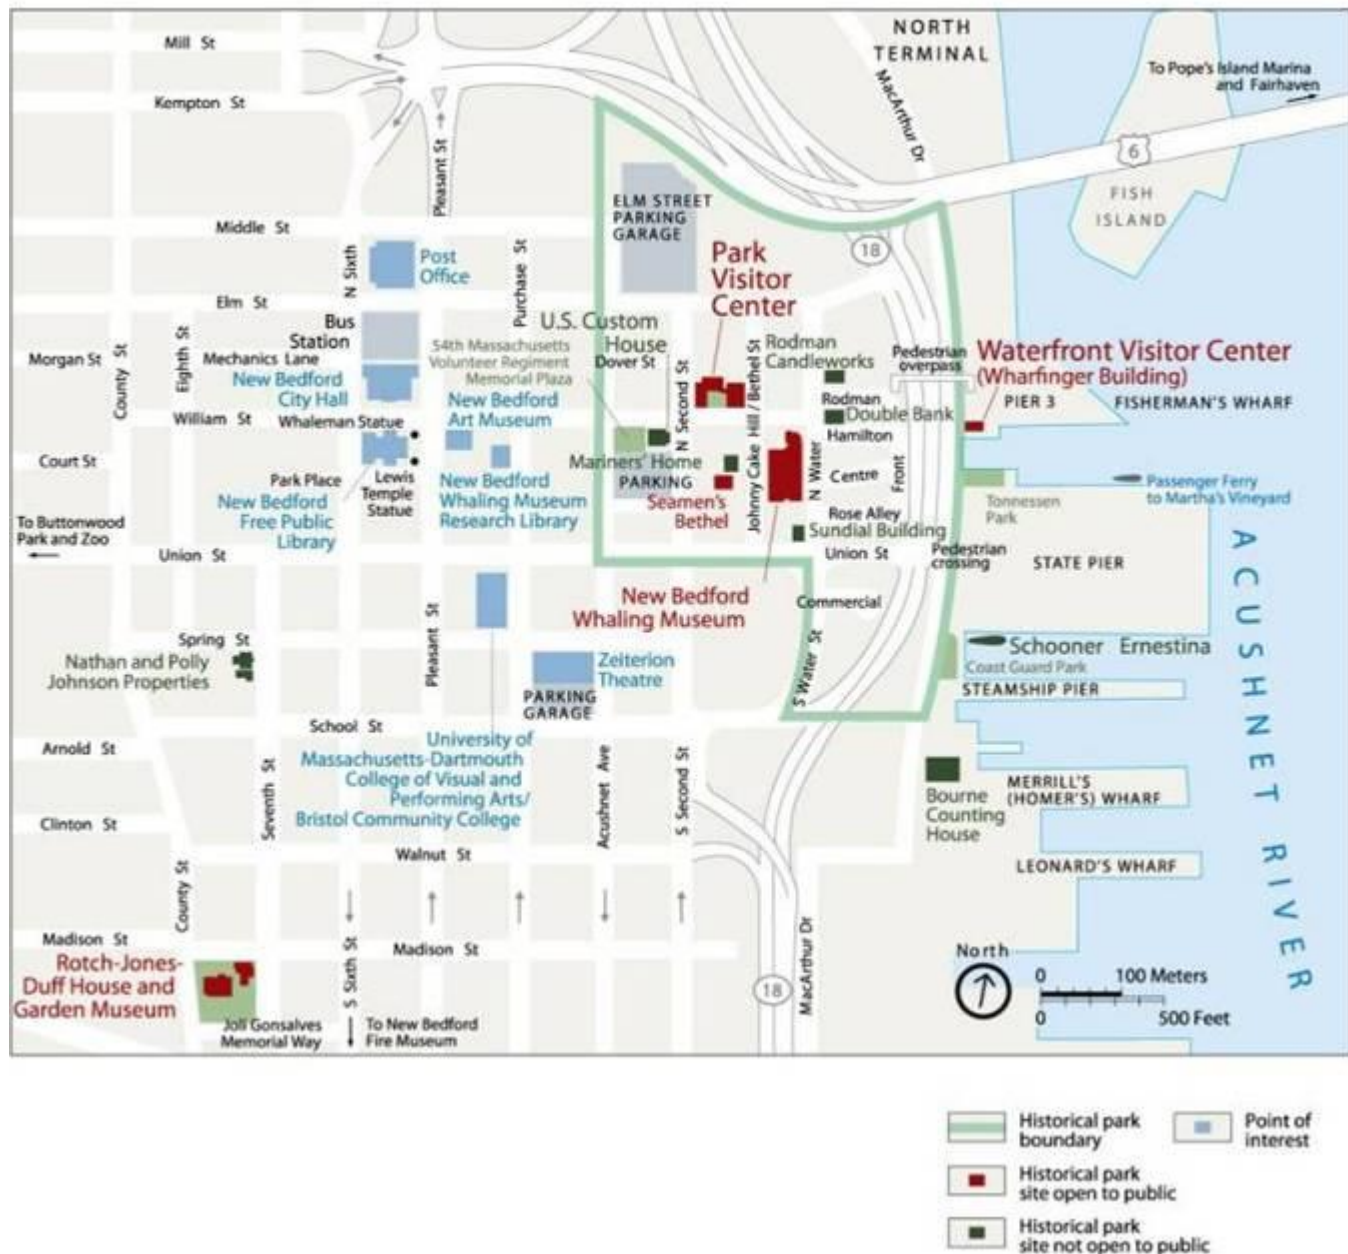 NORTH
TERMINAL
Mill St
Kempton St
To Pope's Island Marina
and Fairhaven
MacArthur Dr
6
FISH
ISLAND
Pleasant St
ELM STREET
PARKING
GARAGE
Middle St
18
N Sixth
Post
Office
Purchase St
Park
Visitor
Center
Elm St
Bus
Station
U.S. Custom
House
54th Massachusetts
Volunteer Regiment
Memorial Plaza
Dover St
Rodman
Candleworks
Pedestrian
overpass
Waterfront Visitor Center
(Wharfinger Building)
PIER 3
FISHERMAN'S WHARF
Morgan St
County St
Eighth St
Mechanics Lane
New Bedford
City Hall
New Bedford
Art Museum
N Second St
Johnny Cake Hill / Bethel St
Rodman
Double Bank
William St
Whaleman Statue
Hamilton
Court St
Mariners' Home
PARKING
N Water
Centre
Front
Park Place
Lewis
Temple
Statue
New Bedford
Free Public
Library
New Bedford
Whaling Museum
Research Library
Seamen's
Bethel
Rose Alley
Sundial Building
Tonnessen
Park
Passenger Ferry
to Martha's Vineyard
To Buttonwood
Park and Zoo
Union St
Union St
Pedestrian
crossing
STATE PIER
ACUSHNET RIVER
New Bedford
Whaling Museum
Commercial
Spring St
Pleasant St
Nathan and Polly
Johnson Properties
Zeiterion
Theatre
PARKING
GARAGE
S Water St
Schooner Ernestina
Coast Guard Park
STEAMSHIP PIER
School St
Arnold St
University of
Massachusetts-Dartmouth
College of Visual and
Performing Arts/
Bristol Community College
Seventh St
Acushnet Ave
S Second St
Bourne
Counting
House
MERRILL'S
(HOMER'S) WHARF
Clinton St
Walnut St
LEONARD'S WHARF
County St
Madison St
Madison St
S Sixth St
MacArthur Dr
18
Rotch-Jones-
Duff House and
Garden Museum
Joli Gonsalves
Memorial Way
To New Bedford
Fire Museum
North
0 100 Meters
0 500 Feet
Historical park
boundary
Point of
interest
Historical park
site open to public
Historical park
site not open to public